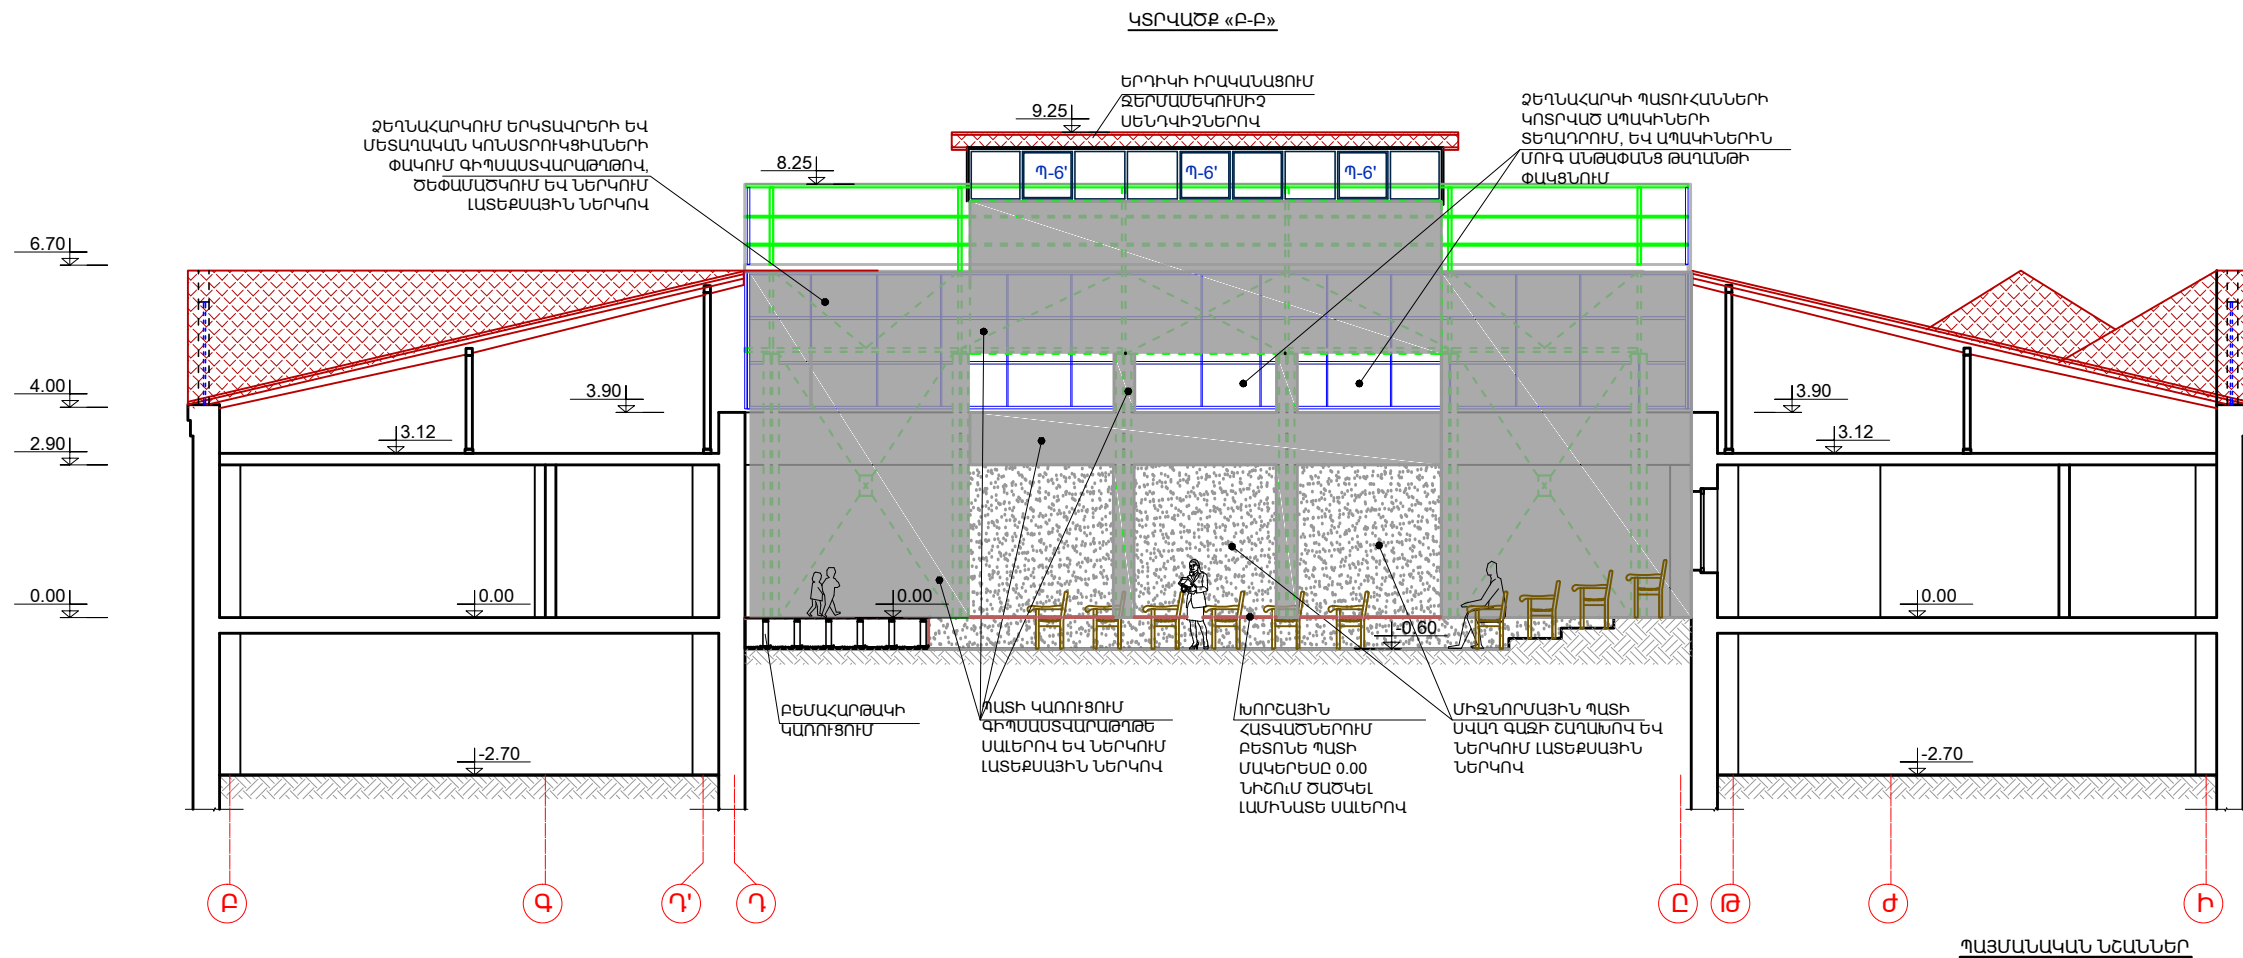 ԿՏՐՎԱԾՔ «Բ-Բ»
ԵՐԴԻԿԻ ԻՐԱԿԱՆԱՑՈՒՄ
ՋԵՐՄԱՄԵԿՈՒՍԻՉ
ՍԵՆԴՎԻՉՆԵՐՈՎ
9.25
ՁԵՂՆԱՀԱՐԿԻ ՊԱՏՈՒՀԱՆՆԵՐԻ
ԿՈՏՐՎԱԾ ԱՊԱԿԻՆԵՐԻ
ՏԵՂԱԴՐՈՒՄ, ԵՎ ԱՊԱԿԻՆԵՐԻՆ
ՄՈՒԳ ԱՆԹԱՓԱՆՑ ԹԱՂԱՆԹԻ
ՓԱԿՑՆՈՒՄ
ՁԵՂՆԱՀԱՐԿՈՒՄ ԵՐԿՏԱՎՐԵՐԻ ԵՎ
ՄԵՏԱՂԱԿԱՆ ԿՈՆՍՏՐՈՒԿՑԻԱՆԵՐԻ
ՓԱԿՈՒՄ ԳԻՊՍԱՍՏՎԱՐԱԹՂԹՈՎ,
ԾԵՓԱՄԱԾԿՈՒՄ ԵՎ ՆԵՐԿՈՒՄ
ԼԱՏԵՔՍԱՅԻՆ ՆԵՐԿՈՎ
8.25
Պ-6'
Պ-6'
Պ-6'
6.70
4.00
3.90
3.90
2.90
3.12
3.12
0.00
0.00
0.00
0.00
-0.60
ԲԵՄԱՀԱՐԹԱԿԻ
ԿԱՌՈՒՑՈՒՄ
ՊԱՏԻ ԿԱՌՈՒՑՈՒՄ
ԳԻՊՍԱՍՏՎԱՐԱԹՂԹԵ
ՍԱԼԵՐՈՎ ԵՎ ՆԵՐԿՈՒՄ
ԼԱՏԵՔՍԱՅԻՆ ՆԵՐԿՈՎ
ԽՈՐՇԱՅԻՆ
ՀԱՏՎԱԾՆԵՐՈՒՄ
ԲԵՏՈՆԵ ՊԱՏԻ
ՄԱԿԵՐԵՍԸ 0.00
ՆԻՇՈՒՄ ԾԱԾԿԵԼ
ԼԱՄԻՆԱՏԵ ՍԱԼԵՐՈՎ
ՄԻՋՆՈՐՄԱՅԻՆ ՊԱՏԻ
ՍՎԱՂ ԳԱՋԻ ՇԱՂԱԽՈՎ ԵՎ
ՆԵՐԿՈՒՄ ԼԱՏԵՔՍԱՅԻՆ
ՆԵՐԿՈՎ
-2.70
-2.70
Բ
Գ
Դ'
Դ
Ը
Թ
Ժ
Ի
ՊԱՅՄԱՆԱԿԱՆ ՆՇԱՆՆԵՐ